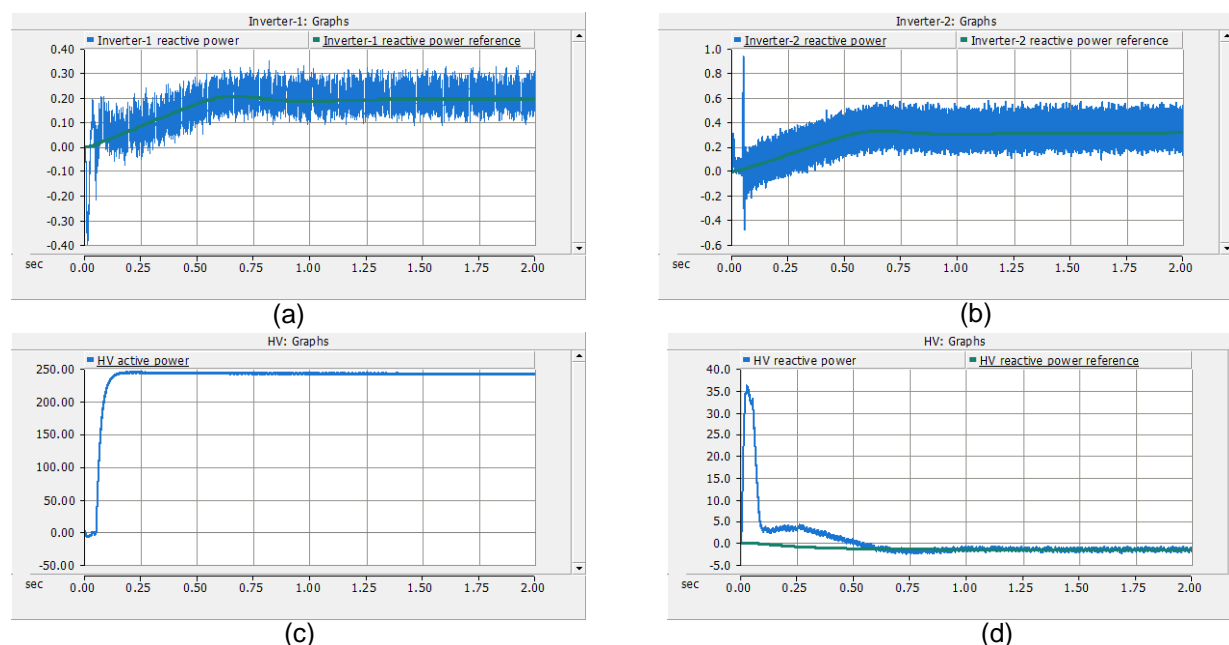 Inverter-1: Graphs
Inverter-1 reactive power Inverter-1 reactive power reference
0.40
0.30
0.20
0.10
0.00
-0.10
-0.20
-0.30
-0.40
sec 0.00 0.25 0.50 0.75 1.00 1.25 1.50 1.75 2.00
(a)
Inverter-2: Graphs
Inverter-2 reactive power Inverter-2 reactive power reference
1.0
0.8
0.6
0.4
0.2
0.0
-0.2
-0.4
-0.6
sec 0.00 0.25 0.50 0.75 1.00 1.25 1.50 1.75 2.00
(b)
HV: Graphs
HV active power
250.00
200.00
150.00
100.00
50.00
0.00
-50.00
sec 0.00 0.25 0.50 0.75 1.00 1.25 1.50 1.75 2.00
(c)
HV: Graphs
HV reactive power HV reactive power reference
40.0
35.0
30.0
25.0
20.0
15.0
10.0
5.0
0.0
-5.0
sec 0.00 0.25 0.50 0.75 1.00 1.25 1.50 1.75 2.00
(d)